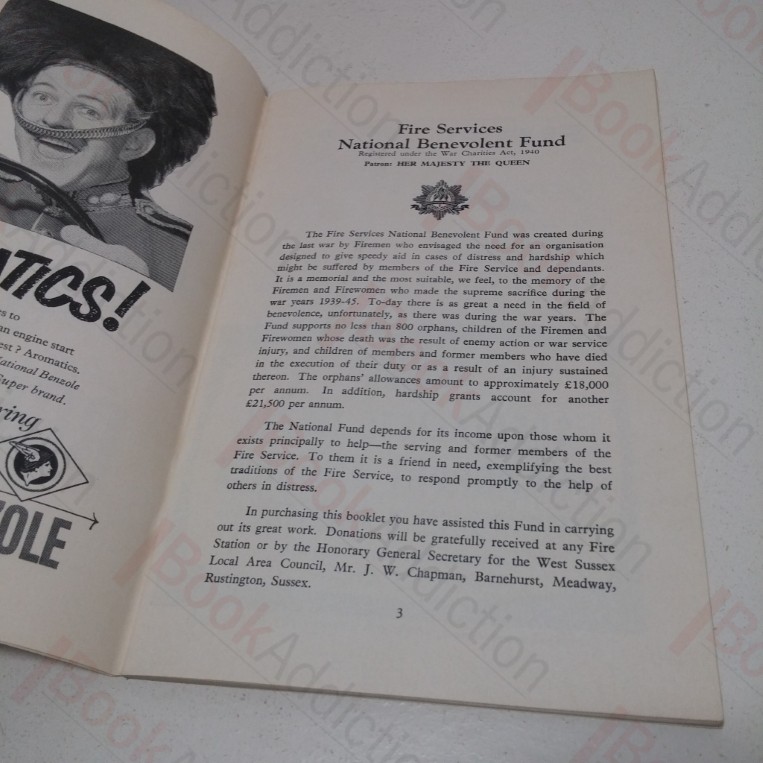 ATICS!
es to
an engine start
est ? Aromatics.
National Benzole
Super brand.
ring
ZOLE
Fire Services
National Benevolent Fund
Registered under the War Charities Act, 1940
Patron: HER MAJESTY THE QUEEN
The Fire Services National Benevolent Fund was created during
the last war by Firemen who envisaged the need for an organisation
designed to give speedy aid in cases of distress and hardship which
might be suffered by members of the Fire Service and dependants.
It is a memorial and the most suitable, we feel, to the memory of the
Firemen and Firewomen who made the supreme sacrifice during the
war years 1939-45. To-day there is as great a need in the field of
benevolence, unfortunately, as there was during the war years. The
Fund supports no less than 800 orphans, children of the Firemen and
Firewomen whose death was the result of enemy action or war service
injury, and children of members and former members who have died
in the execution of their duty or as a result of an injury sustained
thereon. The orphans' allowances amount to approximately £18,000
per annum. In addition, hardship grants account for another
£21,500 per annum.
The National Fund depends for its income upon those whom it
exists principally to help—the serving and former members of the
Fire Service. To them it is a friend in need, exemplifying the best
traditions of the Fire Service, to respond promptly to the help of
others in distress.
In purchasing this booklet you have assisted this Fund in carrying
out its great work. Donations will be gratefully received at any Fire
Station or by the Honorary General Secretary for the West Sussex
Local Area Council, Mr. J. W. Chapman, Barnehurst, Meadway,
Rustington, Sussex.
3
BookAddiction